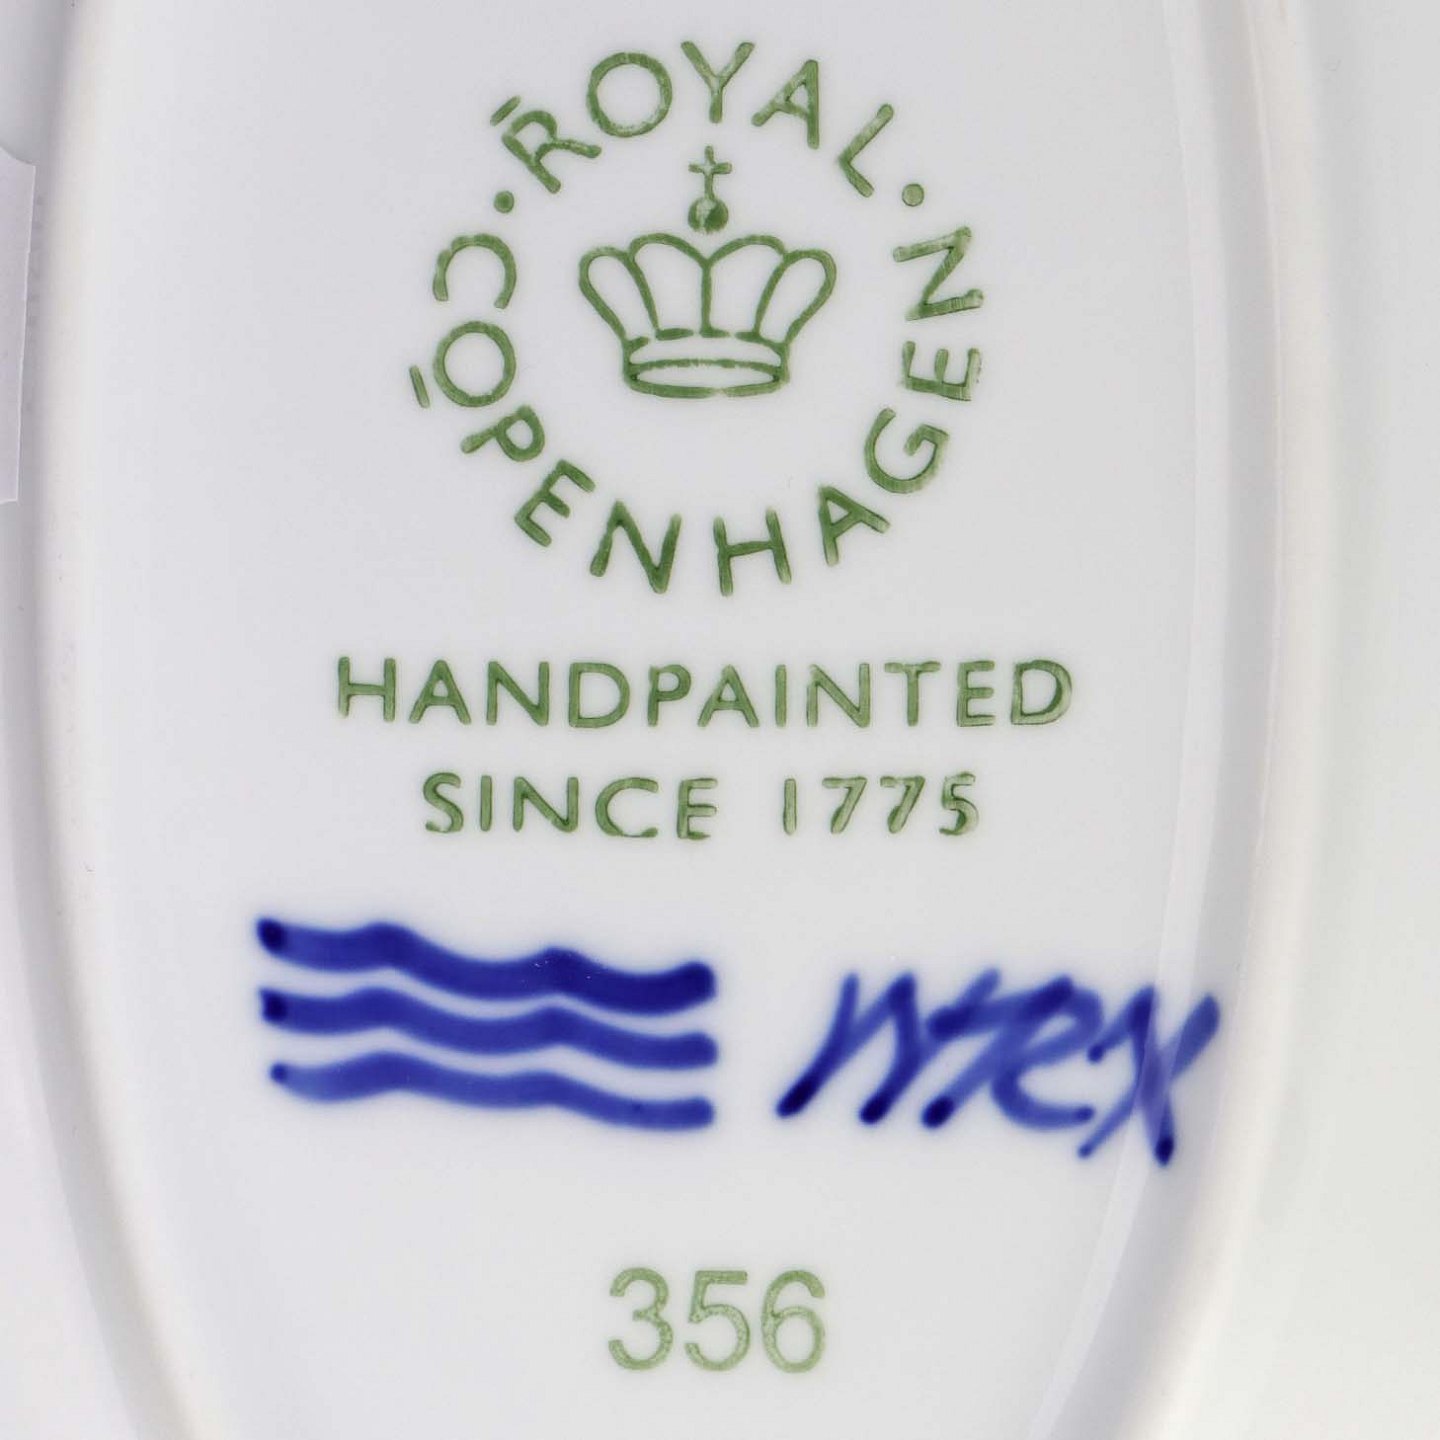 ROYAL
COPENHAGEN
HANDPAINTED
SINCE 1775
356